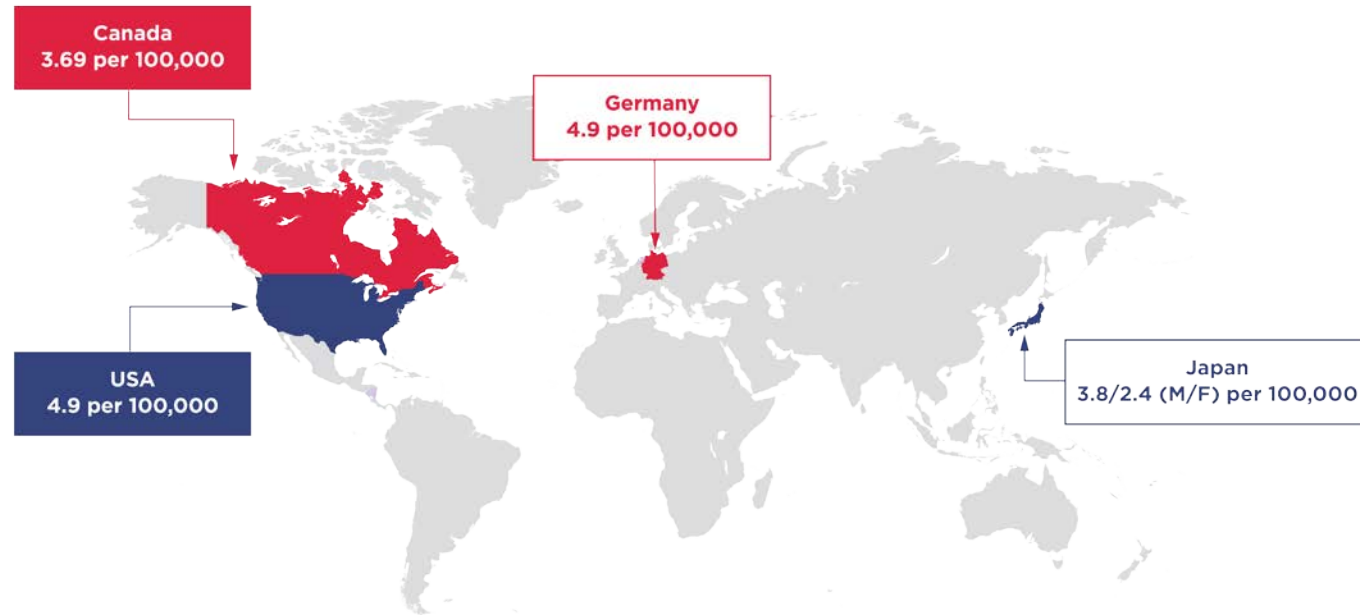 Canada
3.69 per 100,000
Germany
4.9 per 100,000
USA
4.9 per 100,000
Japan
3.8/2.4 (M/F) per 100,000